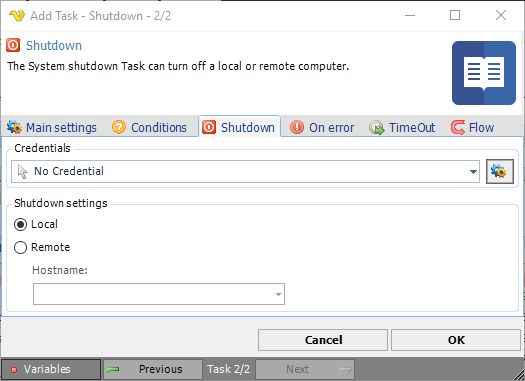 Add Task - Shutdown - 2/2
Shutdown
The System shutdown Task can turn off a local or remote computer.
Main settings Conditions Shutdown On error TimeOut Flow
Credentials
No Credential
Shutdown settings
Local
Remote
Hostname:
Cancel OK
Variables Previous Task 2/2 Next